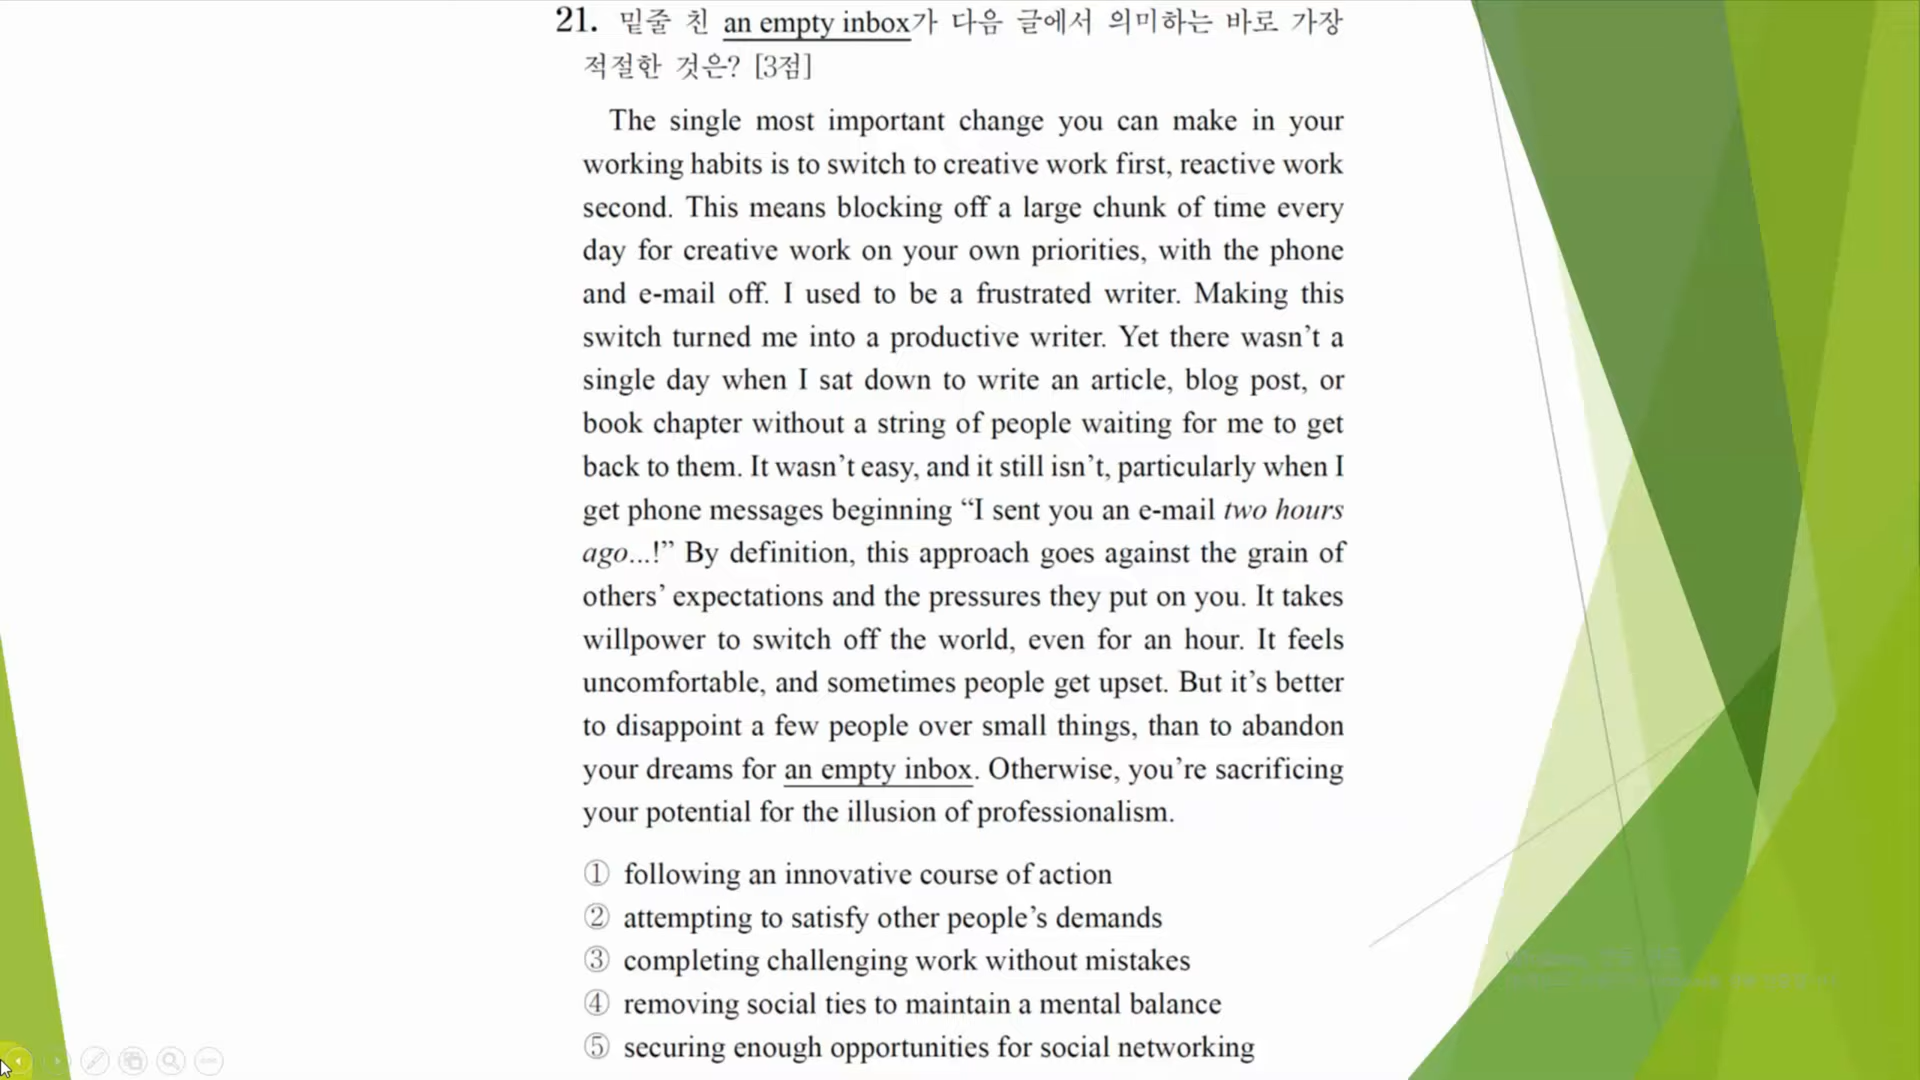 21. 밑줄 친 an empty inbox가 다음 글에서 의미하는 바로 가장
적절한 것은? [3점]
The single most important change you can make in your
working habits is to switch to creative work first, reactive work
second. This means blocking off a large chunk of time every
day for creative work on your own priorities, with the phone
and e-mail off. I used to be a frustrated writer. Making this
switch turned me into a productive writer. Yet there wasn't a
single day when I sat down to write an article, blog post, or
book chapter without a string of people waiting for me to get
back to them. It wasn't easy, and it still isn't, particularly when I
get phone messages beginning “I sent you an e-mail two hours
ago...!” By definition, this approach goes against the grain of
others' expectations and the pressures they put on you. It takes
willpower to switch off the world, even for an hour. It feels
uncomfortable, and sometimes people get upset. But it's better
to disappoint a few people over small things, than to abandon
your dreams for an empty inbox. Otherwise, you're sacrificing
your potential for the illusion of professionalism.
① following an innovative course of action
② attempting to satisfy other people's demands
③ completing challenging work without mistakes
④ removing social ties to maintain a mental balance
⑤ securing enough opportunities for social networking